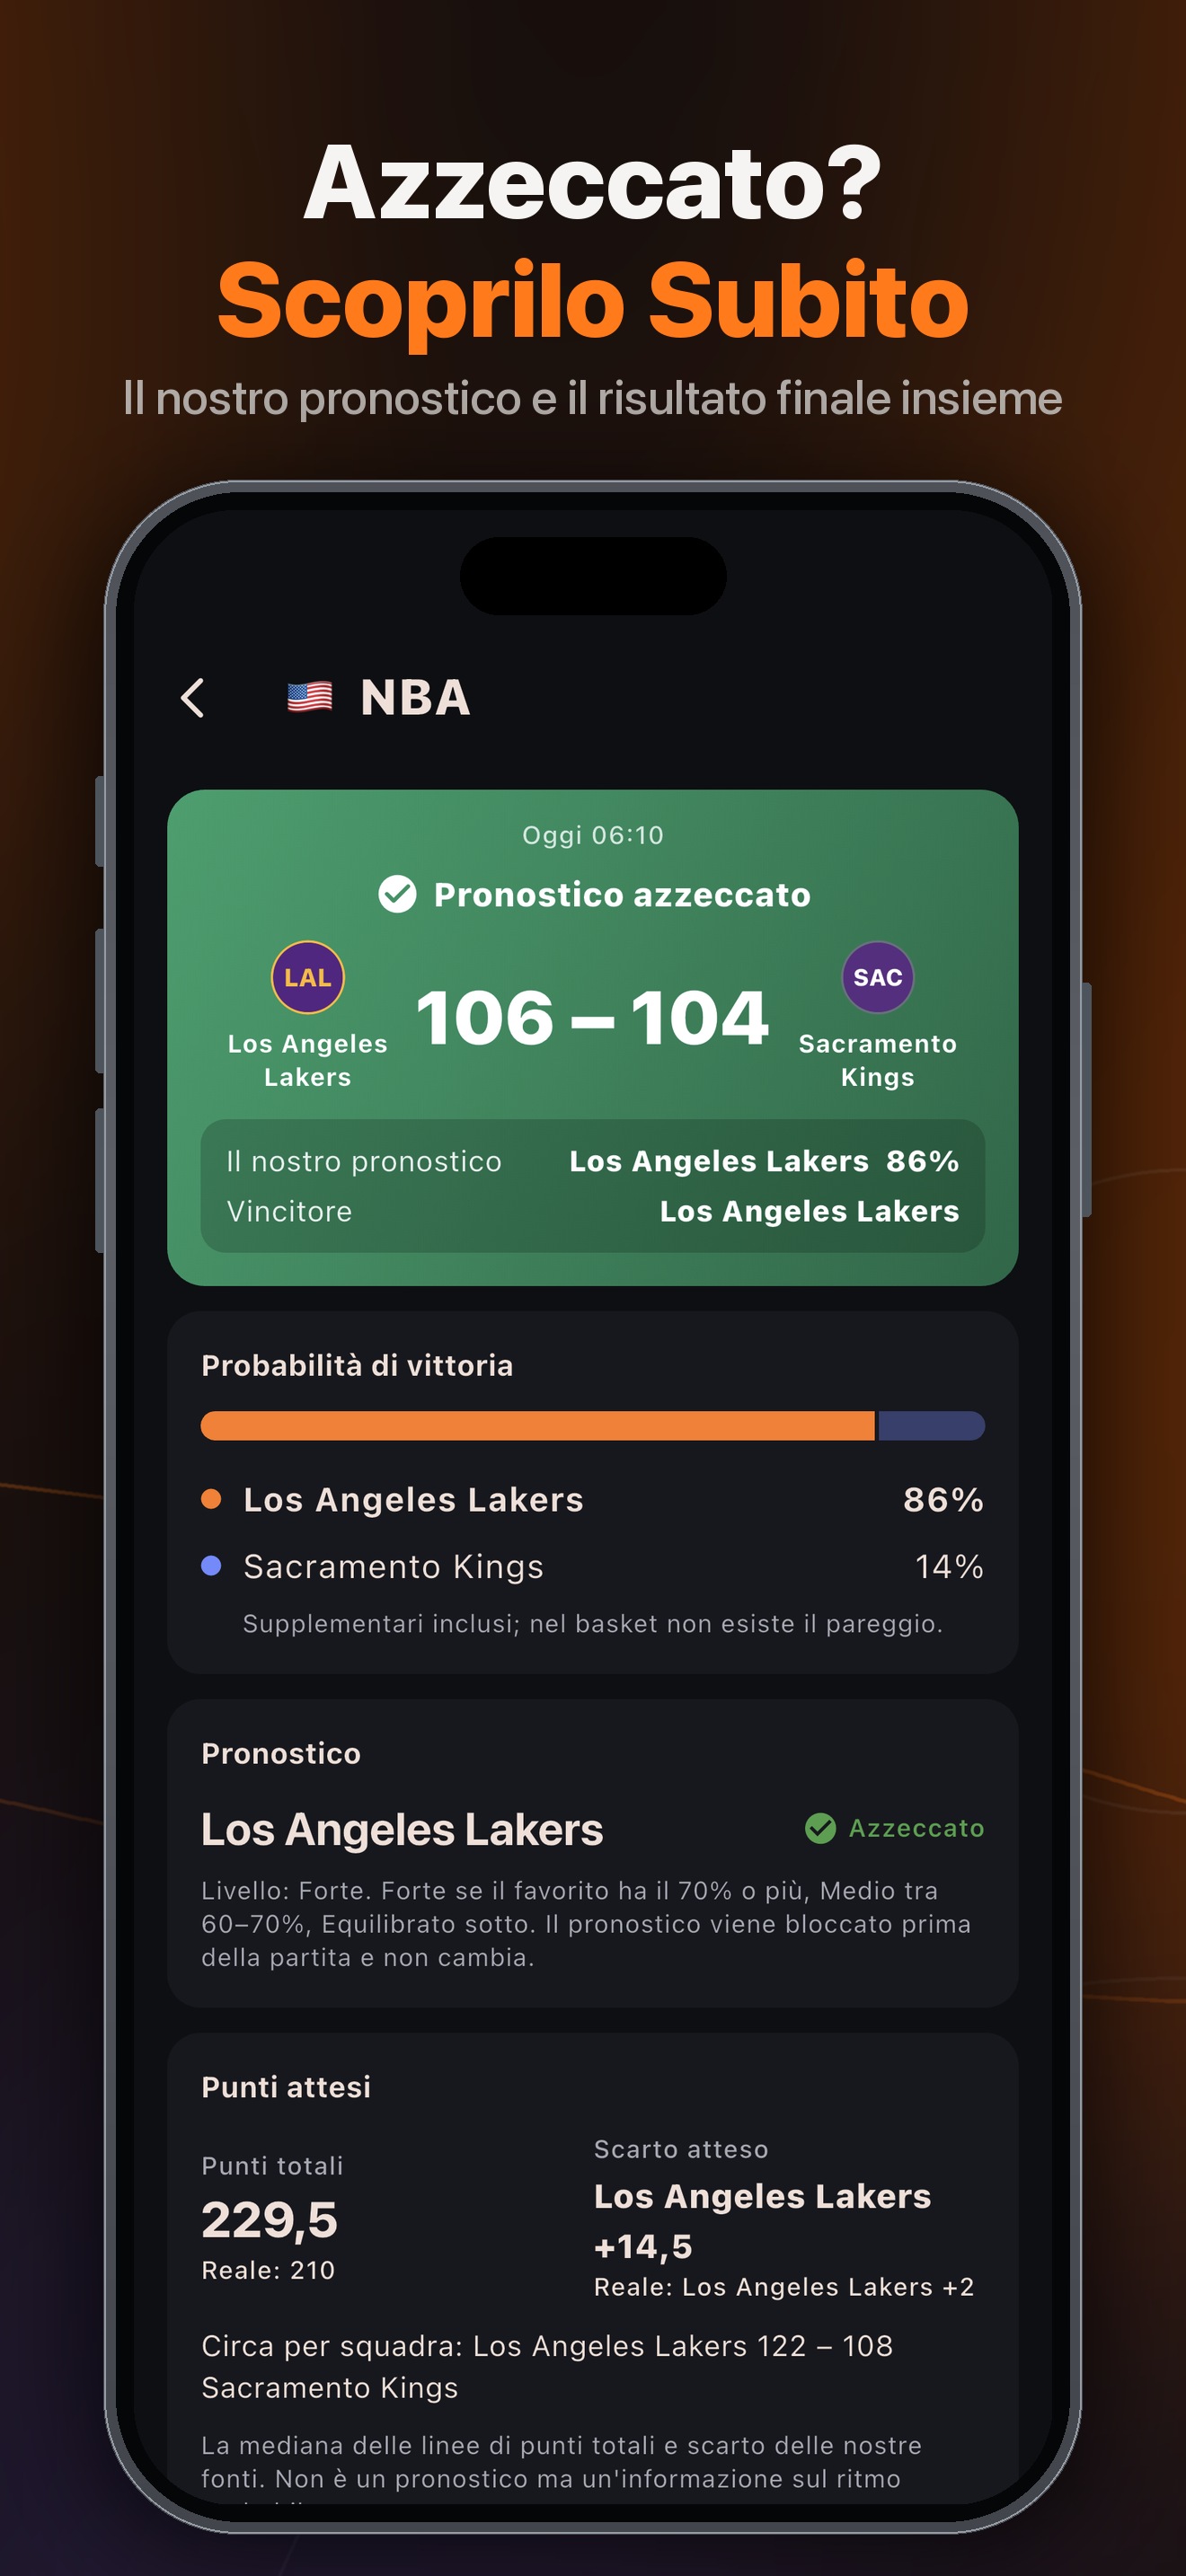 Azzeccato?
Scoprilo Subito
Il nostro pronostico e il risultato finale insieme
NBA
Oggi 06:10
Pronostico azzeccato
LAL
SAC
106 – 104
Los Angeles
Lakers
Sacramento
Kings
Il nostro pronostico Los Angeles Lakers 86%
Vincitore Los Angeles Lakers
Probabilità di vittoria
Los Angeles Lakers 86%
Sacramento Kings 14%
Supplementari inclusi; nel basket non esiste il pareggio.
Pronostico
Los Angeles Lakers Azzeccato
Livello: Forte. Forte se il favorito ha il 70% o più, Medio tra
60–70%, Equilibrato sotto. Il pronostico viene bloccato prima
della partita e non cambia.
Punti attesi
Punti totali
229,5
Reale: 210
Scarto atteso
Los Angeles Lakers
+14,5
Reale: Los Angeles Lakers +2
Circa per squadra: Los Angeles Lakers 122 – 108
Sacramento Kings
La mediana delle linee di punti totali e scarto delle nostre
fonti. Non è un pronostico ma un'informazione sul ritmo